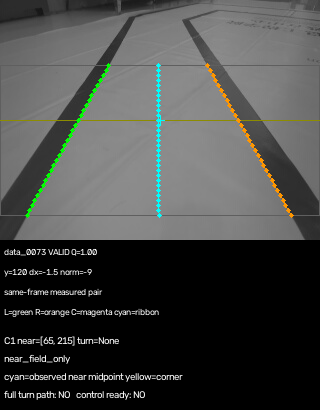 data_0073 VALID Q=1.00
y=120 dx=-1.5 norm=-9
same-frame measured pair
L=green R=orange C=magenta cyan=ribbon
C1 near=[65, 215] turn=None
near_field_only
cyan=observed near midpoint yellow=corner
full turn path: NO control ready: NO